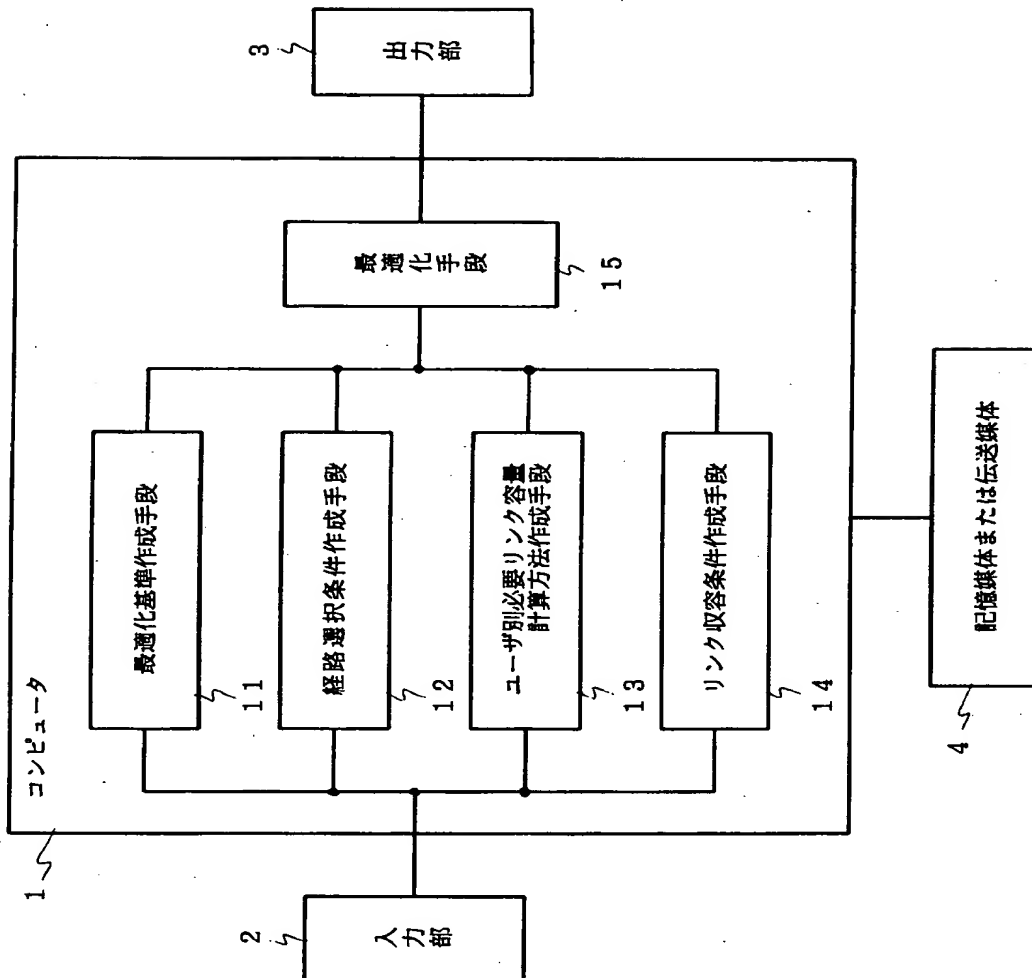 コンピュータ
1
2
入力部
最適化基準作成手段
11
経路選択条件作成手段
12
ユーザ別必要リンク容量
計算方法作成手段
13
リンク収容条件作成手段
14
最適化手段
15
3
出力部
4
記憶媒体または伝送媒体